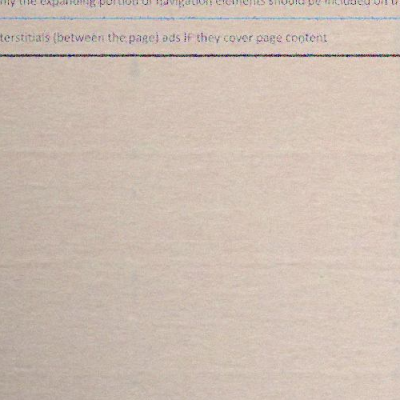 the expanding portion of navigation elements should be included on
terstitials (between the page) ads if they cover page content